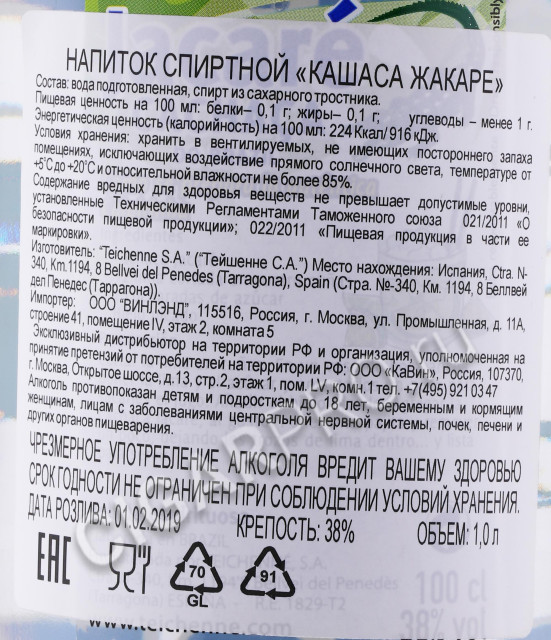 Jacare
НАПИТОК СПИРТНОЙ «КАШАСА ЖАКАРЕ»
Состав: вода подготовленная, спирт из сахарного тростника.
Пищевая ценность на 100 мл: белки– 0,1 г; жиры– 0,1 г; углеводы – менее 1 г.
Энергетическая ценность (калорийность) на 100 мл: 224 Ккал/ 916 кДж.
Условия хранения: хранить в вентилируемых, не имеющих постороннего запаха
помещениях, исключающих воздействие прямого солнечного света, температуре от
+5°С до +20°С и относительной влажности не более 85%.
Содержание вредных для здоровья веществ не превышает допустимые уровни,
установленные Техническими Регламентами Таможенного союза 021/2011 «О
безопасности пищевой продукции»; 022/2011 «Пищевая продукция в части ее
маркировки».
Изготовитель: "Teichenne S.A." ("Тейшенне С.А.") Место нахождения: Испания, Ctra. N-
340, Km.1194, 8 Bellvei del Penedes (Tarragona), Spain (Стра. №-340, Км. 1194, 8 Беллвей
дел Пенедес (Таррагона)).
Импортер: ООО "ВИНЛЭНД", 115516, Россия, г. Москва, ул. Промышленная, д. 11А,
строение 41, помещение IV, этаж 2, комната 5
Эксклюзивный дистрибьютор на территории РФ и организация, уполномоченная на
принятие претензий от потребителей на территории РФ: ООО «КаВин», Россия, 107370,
г. Москва, Открытое шоссе, д.13, стр.2, этаж 1, пом. LV, комн.1 тел. +7(495) 921 03 47
Алкоголь противопоказан детям и подросткам до 18 лет, беременным и кормящим
женщинам, лицам с заболеваниями центральной нервной системы, почек, печени и
других органов пищеварения.
ЧРЕЗМЕРНОЕ УПОТРЕБЛЕНИЕ АЛКОГОЛЯ ВРЕДИТ ВАШЕМУ ЗДОРОВЬЮ
СРОК ГОДНОСТИ НЕ ОГРАНИЧЕН ПРИ СОБЛЮДЕНИИ УСЛОВИЙ ХРАНЕНИЯ.
ДАТА РОЗЛИВА: 01.02.2019 КРЕПОСТЬ: 38% ОБЪЕМ: 1,0 л
EAC 70 91
GL
R.E. 1829-T2
100 cl
38% vol
www.teichenne.com
CIGARPRO.ru